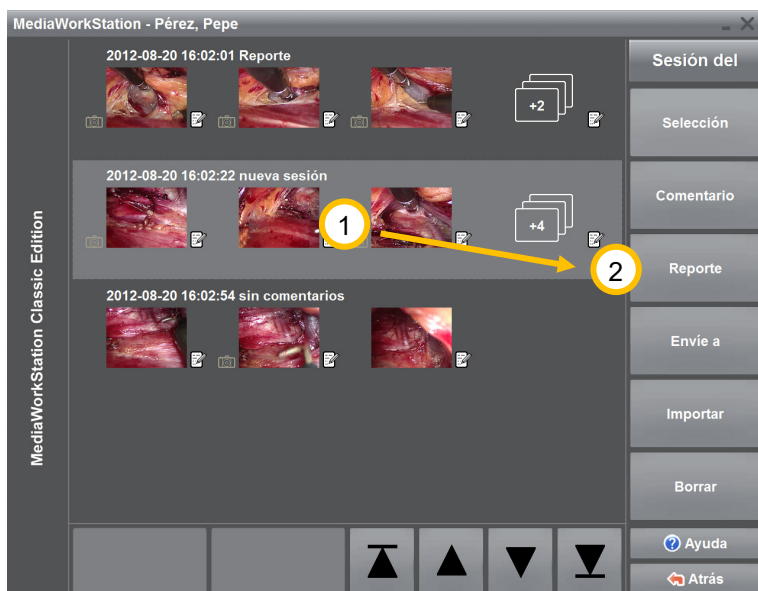 MediaWorkStation - Pérez, Pepe
MediaWorkStation Classic Edition
2012-08-20 16:02:01 Reporte
+2
2012-08-20 16:02:22 nueva sesión
1
+4
2
2012-08-20 16:02:54 sin comentarios
Sesión del
Selección
Comentario
Reporte
Envíe a
Importar
Borrar
? Ayuda
Atrás